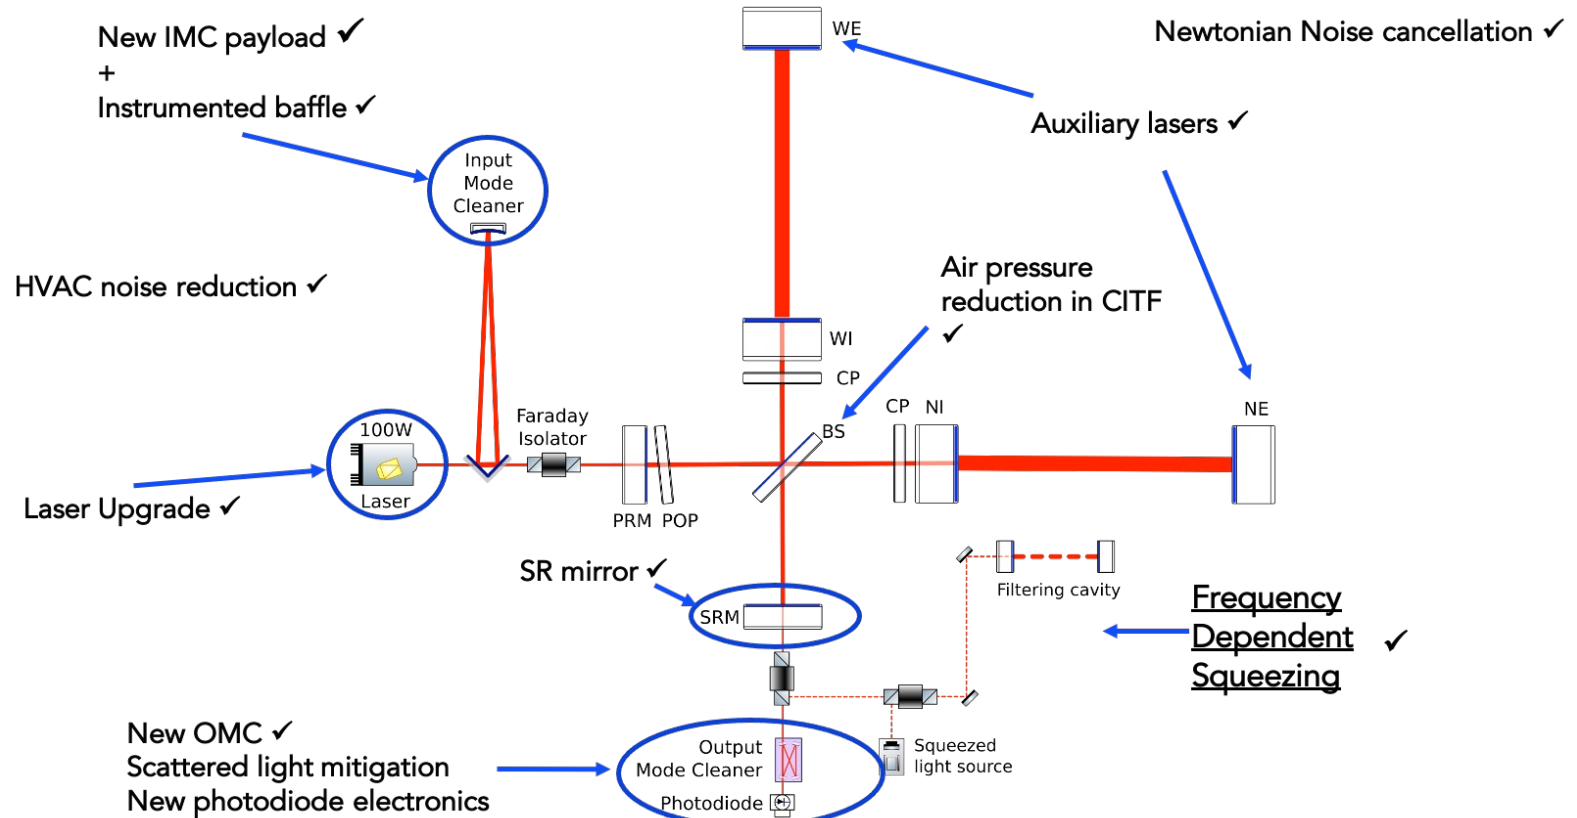 New IMC payload ✓
+
Instrumented baffle ✓
WE
Newtonian Noise cancellation ✓
Auxiliary lasers ✓
Input
Mode
Cleaner
HVAC noise reduction ✓
Air pressure
reduction in CITF
✓
WI
CP
BS
CP
NI
NE
Faraday
Isolator
100W
Laser
Laser Upgrade ✓
PRM
POP
SR mirror ✓
SRM
Filtering cavity
Frequency
Dependent ✓
Squeezing
New OMC ✓
Scattered light mitigation
New photodiode electronics
Output
Mode Cleaner
Photodiode
Squeezed
light source